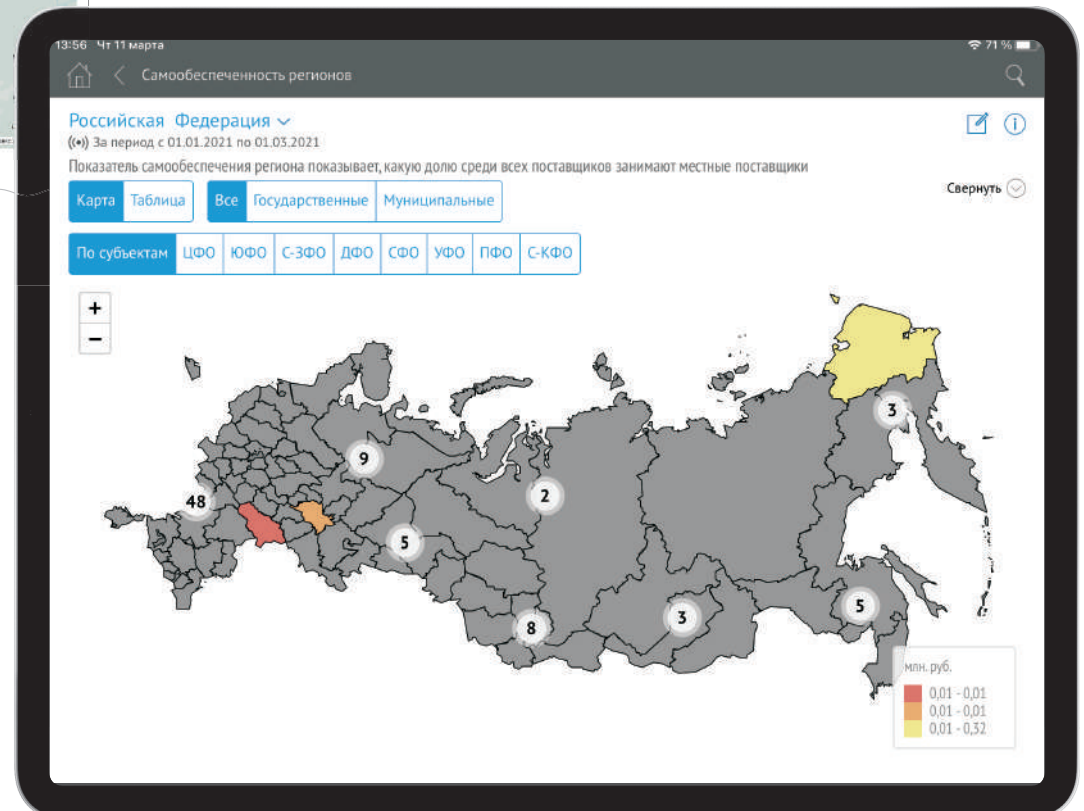 13:56 Чт 11 марта
71 %
Самообеспеченность регионов
Российская Федерация
За период с 01.01.2021 по 01.03.2021
Показатель самообеспечения региона показывает, какую долю среди всех поставщиков занимают местные поставщики
Свернуть
Карта Таблица Все Государственные Муниципальные
По субъектам ЦФО ЮФО С-ЗФО ДФО СФО УФО ПФО С-КФО
+
−
3
9
2
48
5
5
3
8
млн. руб.
0,01 - 0,01
0,01 - 0,01
0,01 - 0,32